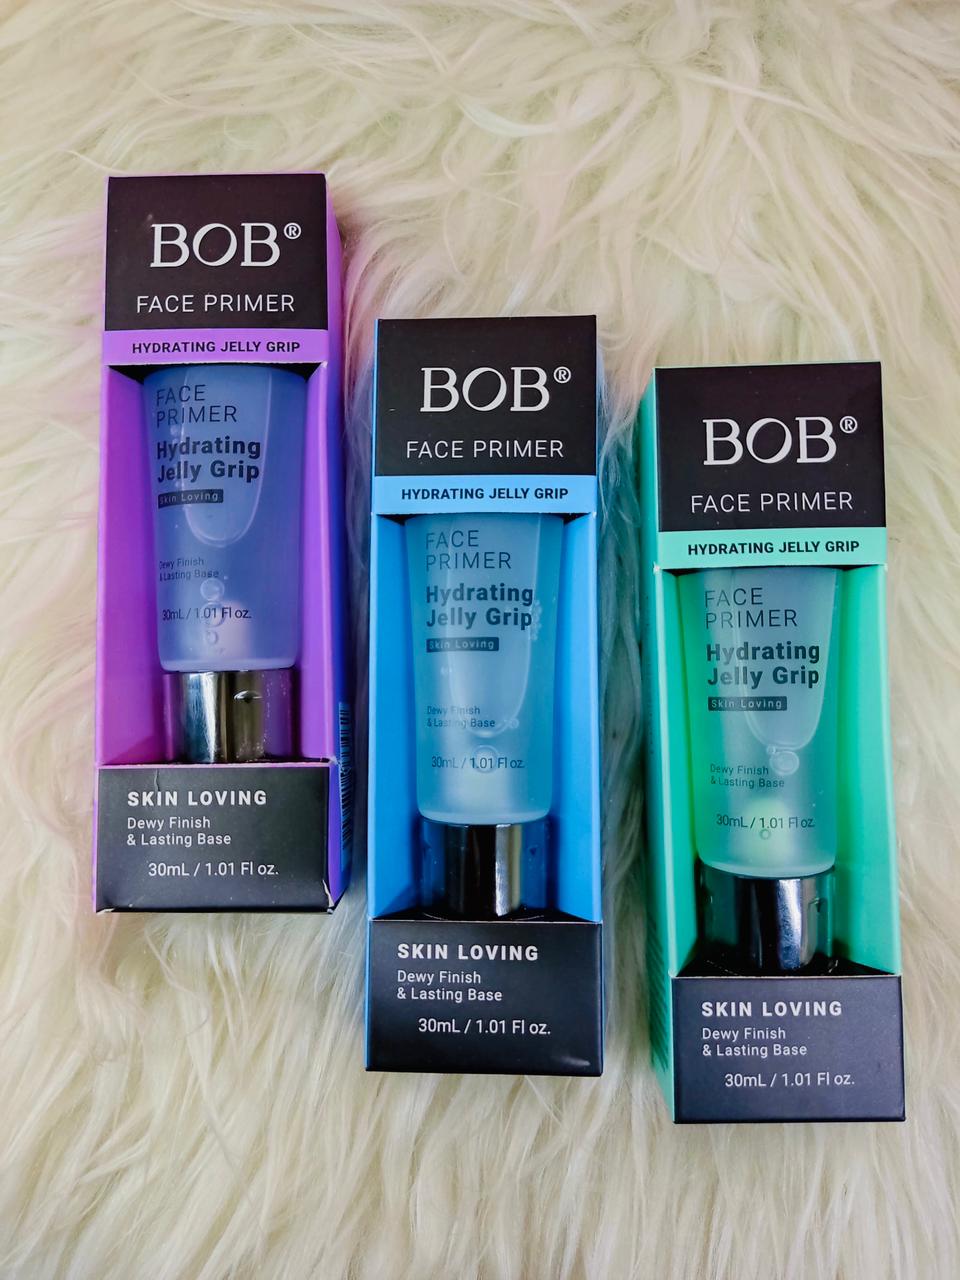 BOB®
FACE PRIMER
HYDRATING JELLY GRIP
FACE
PRIMER
Hydrating
Jelly Grip
Skin Loving
Dewy Finish
& Lasting Base
30mL / 1.01 Fl oz.
SKIN LOVING
Dewy Finish
& Lasting Base
30mL / 1.01 Fl oz.
BOB®
FACE PRIMER
HYDRATING JELLY GRIP
FACE
PRIMER
Hydrating
Jelly Grip
Skin Loving
Dewy Finish
& Lasting Base
30mL / 1.01 Fl oz.
SKIN LOVING
Dewy Finish
& Lasting Base
30mL / 1.01 Fl oz.
BOB®
FACE PRIMER
HYDRATING JELLY GRIP
FACE
PRIMER
Hydrating
Jelly Grip
Skin Loving
Dewy Finish
& Lasting Base
30mL / 1.01 Fl oz.
SKIN LOVING
Dewy Finish
& Lasting Base
30mL / 1.01 Fl oz.